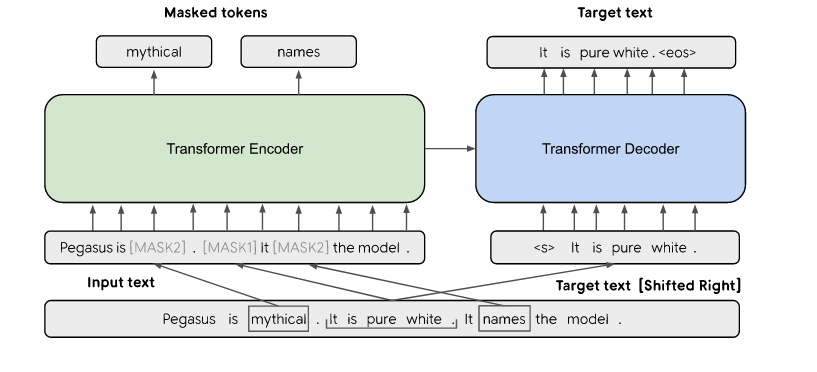 Masked tokens
Target text
mythical
names
It is pure white . <eos>
Transformer Encoder
Transformer Decoder
Pegasus is [MASK2] . [MASK1] It [MASK2] the model .
<s> It is pure white .
Input text
Target text [Shifted Right]
Pegasus is mythical . It is pure white . It names the model .